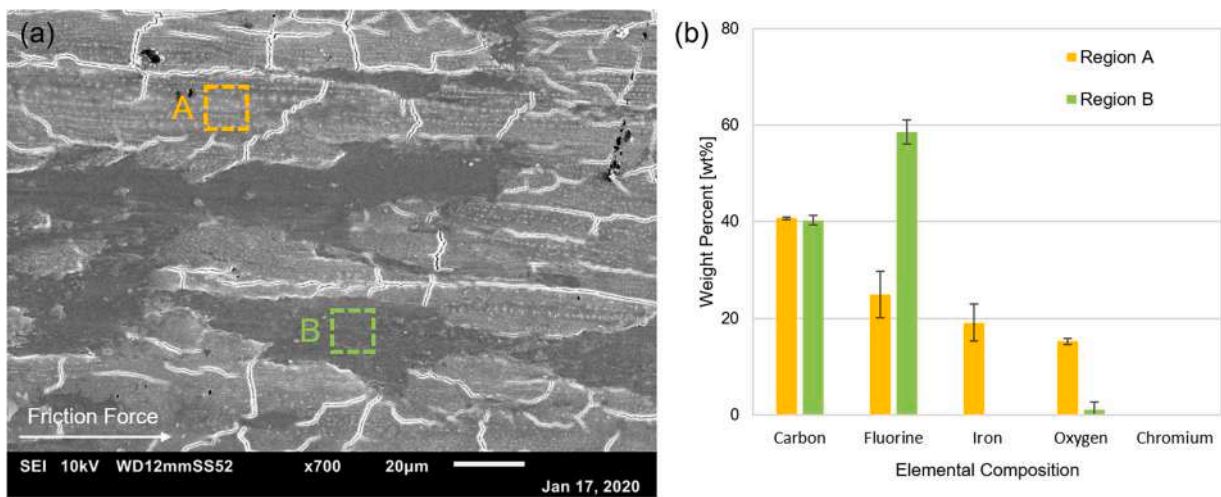 (a)
A
B
Friction Force
SEI 10kV WD12mmSS52 x700 20μm
Jan 17, 2020
(b)
80
60
40
20
0
Weight Percent [wt%]
Region A
Region B
Carbon Fluorine Iron Oxygen Chromium
Elemental Composition